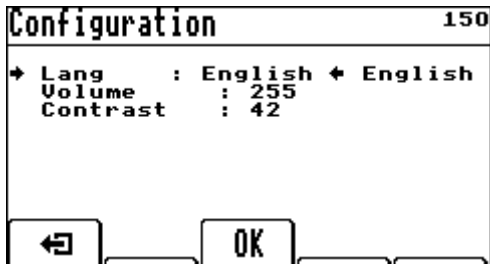 Configuration 150
Lang : English English
Volume : 255
Contrast : 42
OK